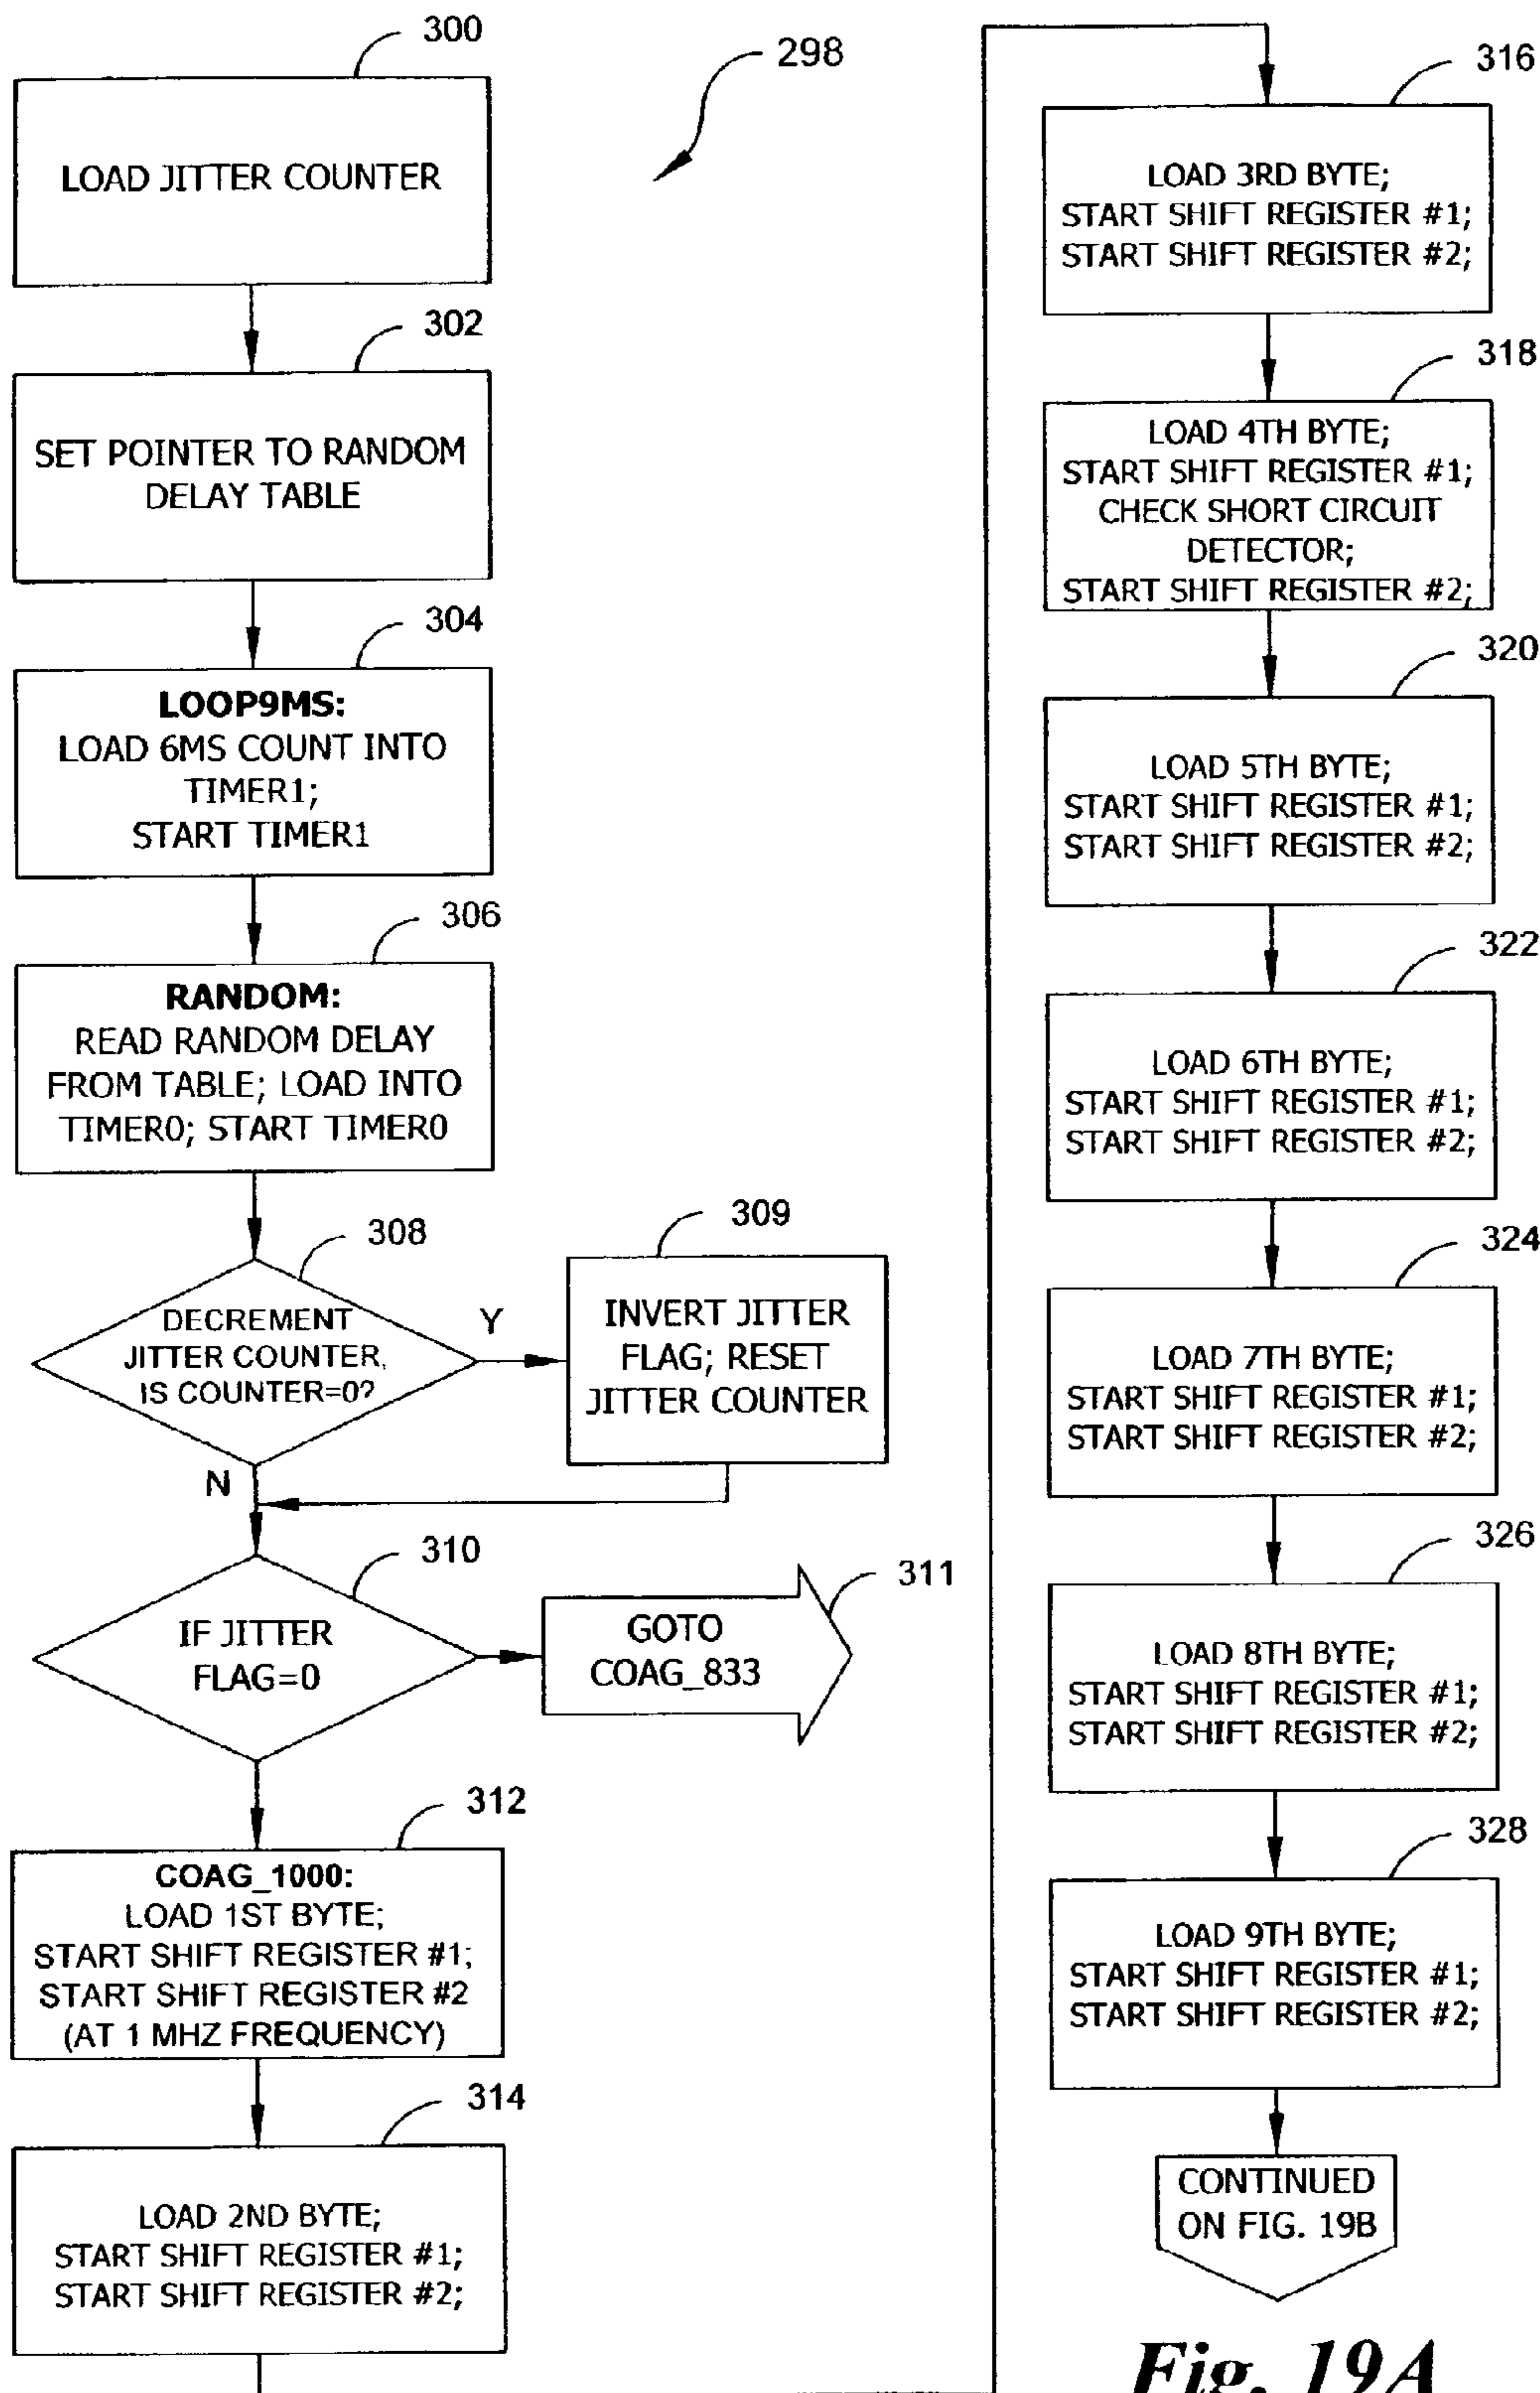 300
298
LOAD JITTER COUNTER
302
SET POINTER TO RANDOM
DELAY TABLE
304
LOOP9MS:
LOAD 6MS COUNT INTO
TIMER1;
START TIMER1
306
RANDOM:
READ RANDOM DELAY
FROM TABLE; LOAD INTO
TIMER0; START TIMER0
308
DECREMENT
JITTER COUNTER,
IS COUNTER=0?
Y
N
309
INVERT JITTER
FLAG; RESET
JITTER COUNTER
310
IF JITTER
FLAG=0
311
GOTO
COAG_833
312
COAG_1000:
LOAD 1ST BYTE;
START SHIFT REGISTER #1;
START SHIFT REGISTER #2
(AT 1 MHZ FREQUENCY)
314
LOAD 2ND BYTE;
START SHIFT REGISTER #1;
START SHIFT REGISTER #2;
316
LOAD 3RD BYTE;
START SHIFT REGISTER #1;
START SHIFT REGISTER #2;
318
LOAD 4TH BYTE;
START SHIFT REGISTER #1;
CHECK SHORT CIRCUIT
DETECTOR;
START SHIFT REGISTER #2;
320
LOAD 5TH BYTE;
START SHIFT REGISTER #1;
START SHIFT REGISTER #2;
322
LOAD 6TH BYTE;
START SHIFT REGISTER #1;
START SHIFT REGISTER #2;
324
LOAD 7TH BYTE;
START SHIFT REGISTER #1;
START SHIFT REGISTER #2;
326
LOAD 8TH BYTE;
START SHIFT REGISTER #1;
START SHIFT REGISTER #2;
328
LOAD 9TH BYTE;
START SHIFT REGISTER #1;
START SHIFT REGISTER #2;
CONTINUED
ON FIG. 19B
Fig. 19A